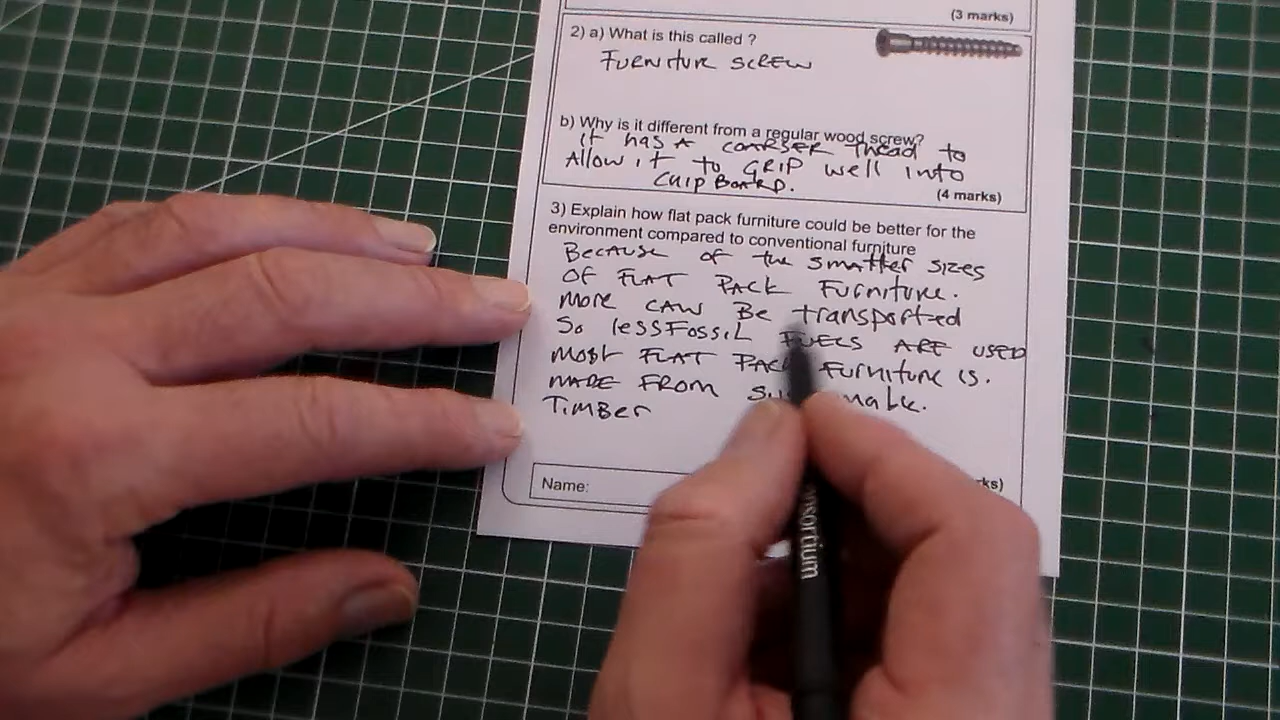 (3 marks)
2) a) What is this called ?
FURNITURE SCREW
b) Why is it different from a regular wood screw?
It has A coarser thread to
Allow it to GRIP well into
CHIPBOARD.
(4 marks)
3) Explain how flat pack furniture could be better for the
environment compared to conventional furniture
Because of the smaller sizes
OF FLAT PACK FURNITURE.
more CAN Be transported
So less Fossil FUELS ARE USED
Most FLAT PACK FURNITURE is.
MADE FROM
Timber
Name:
ks)
onsortium